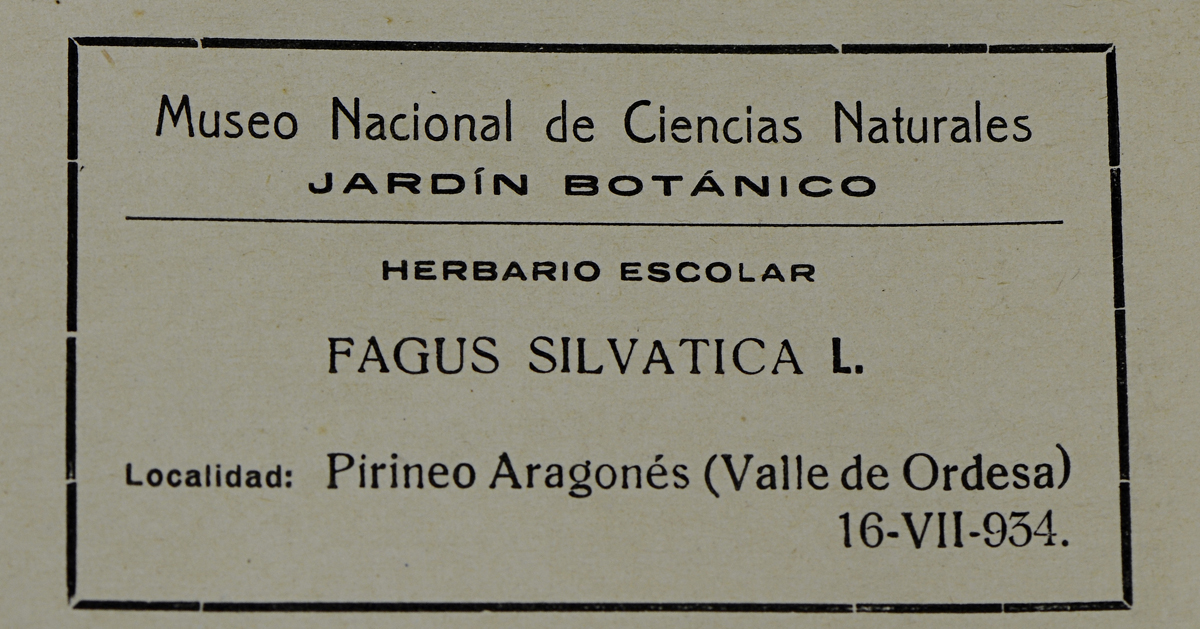 Museo Nacional de Ciencias Naturales
JARDÍN BOTÁNICO
HERBARIO ESCOLAR
FAGUS SILVATICA L.
Localidad: Pirineo Aragonés (Valle de Ordesa)
16-VII-934.